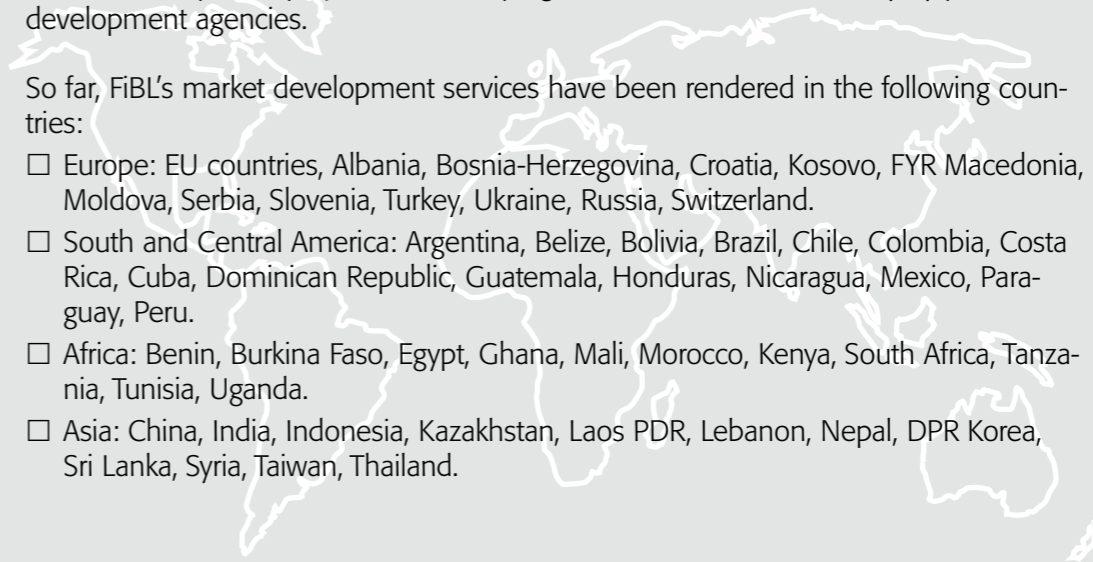 development agencies.
So far, FiBL's market development services have been rendered in the following coun-
tries:
☐ Europe: EU countries, Albania, Bosnia-Herzegovina, Croatia, Kosovo, FYR Macedonia,
Moldova, Serbia, Slovenia, Turkey, Ukraine, Russia, Switzerland.
☐ South and Central America: Argentina, Belize, Bolivia, Brazil, Chile, Colombia, Costa
Rica, Cuba, Dominican Republic, Guatemala, Honduras, Nicaragua, Mexico, Para-
guay, Peru.
☐ Africa: Benin, Burkina Faso, Egypt, Ghana, Mali, Morocco, Kenya, South Africa, Tanza-
nia, Tunisia, Uganda.
☐ Asia: China, India, Indonesia, Kazakhstan, Laos PDR, Lebanon, Nepal, DPR Korea,
Sri Lanka, Syria, Taiwan, Thailand.